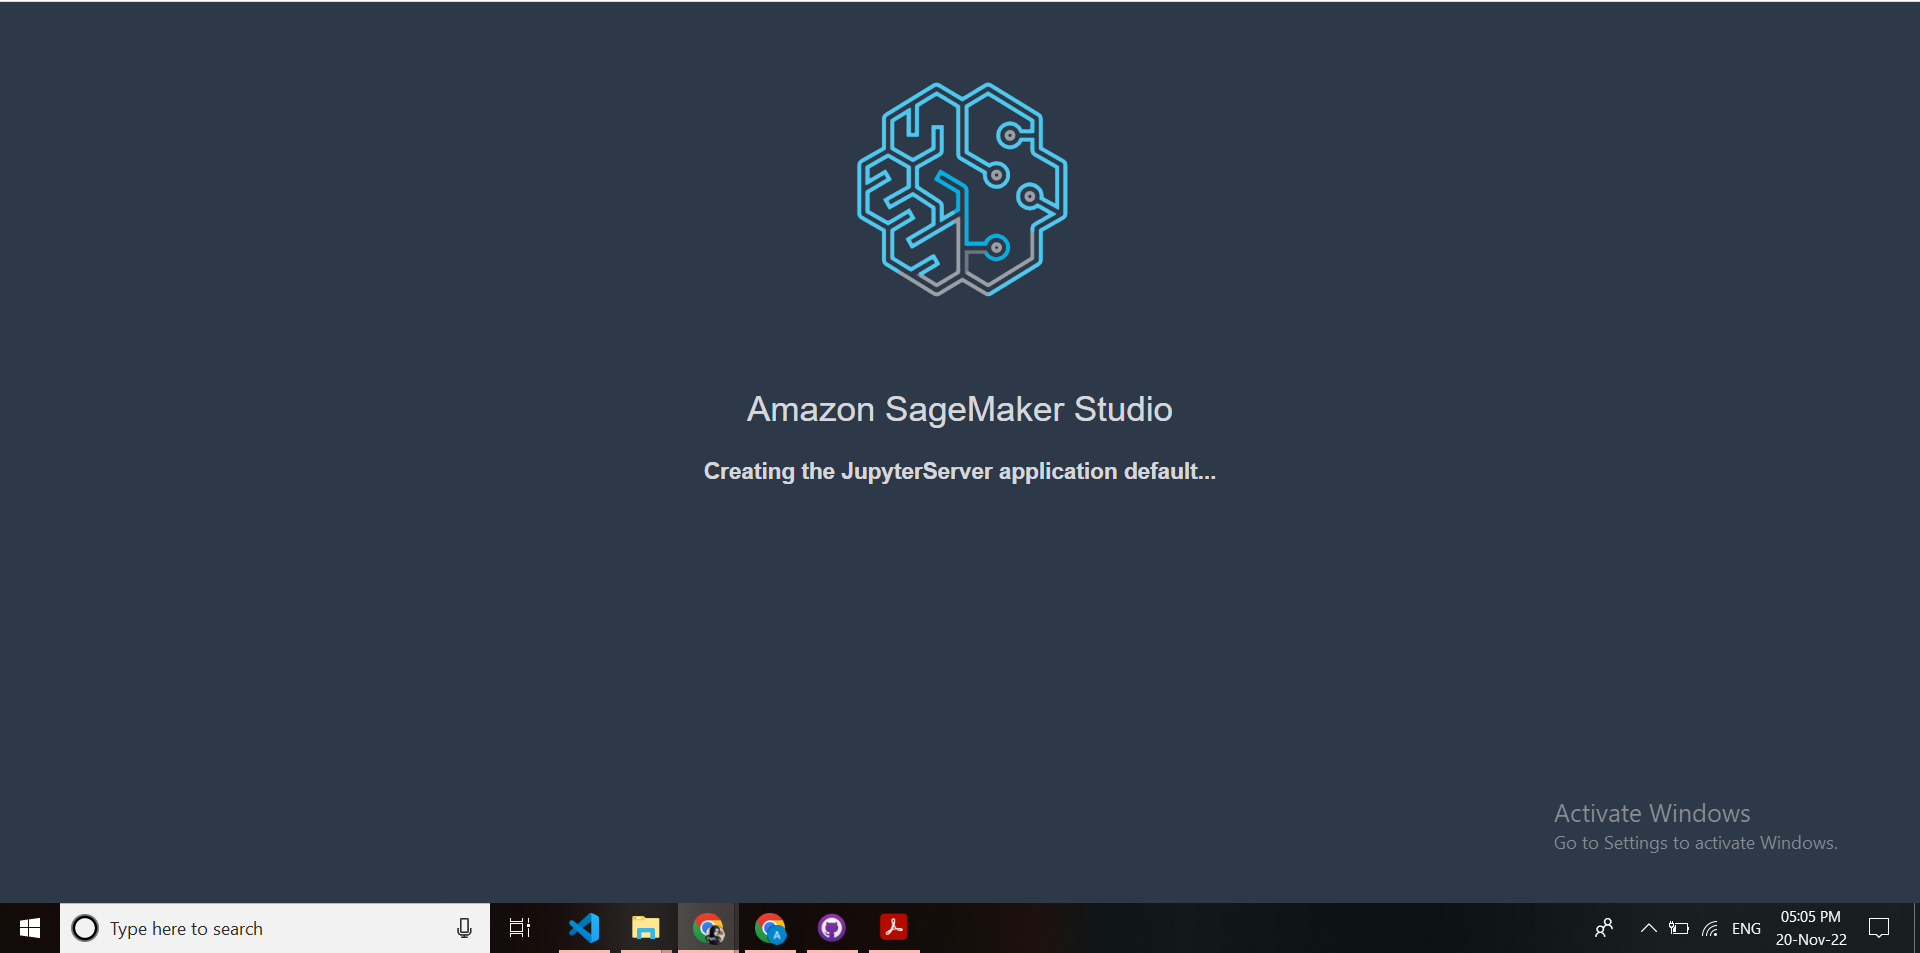 Amazon SageMaker Studio
Creating the JupyterServer application default...
Activate Windows
Go to Settings to activate Windows.
Type here to search
A
ENG
05:05 PM
20-Nov-22